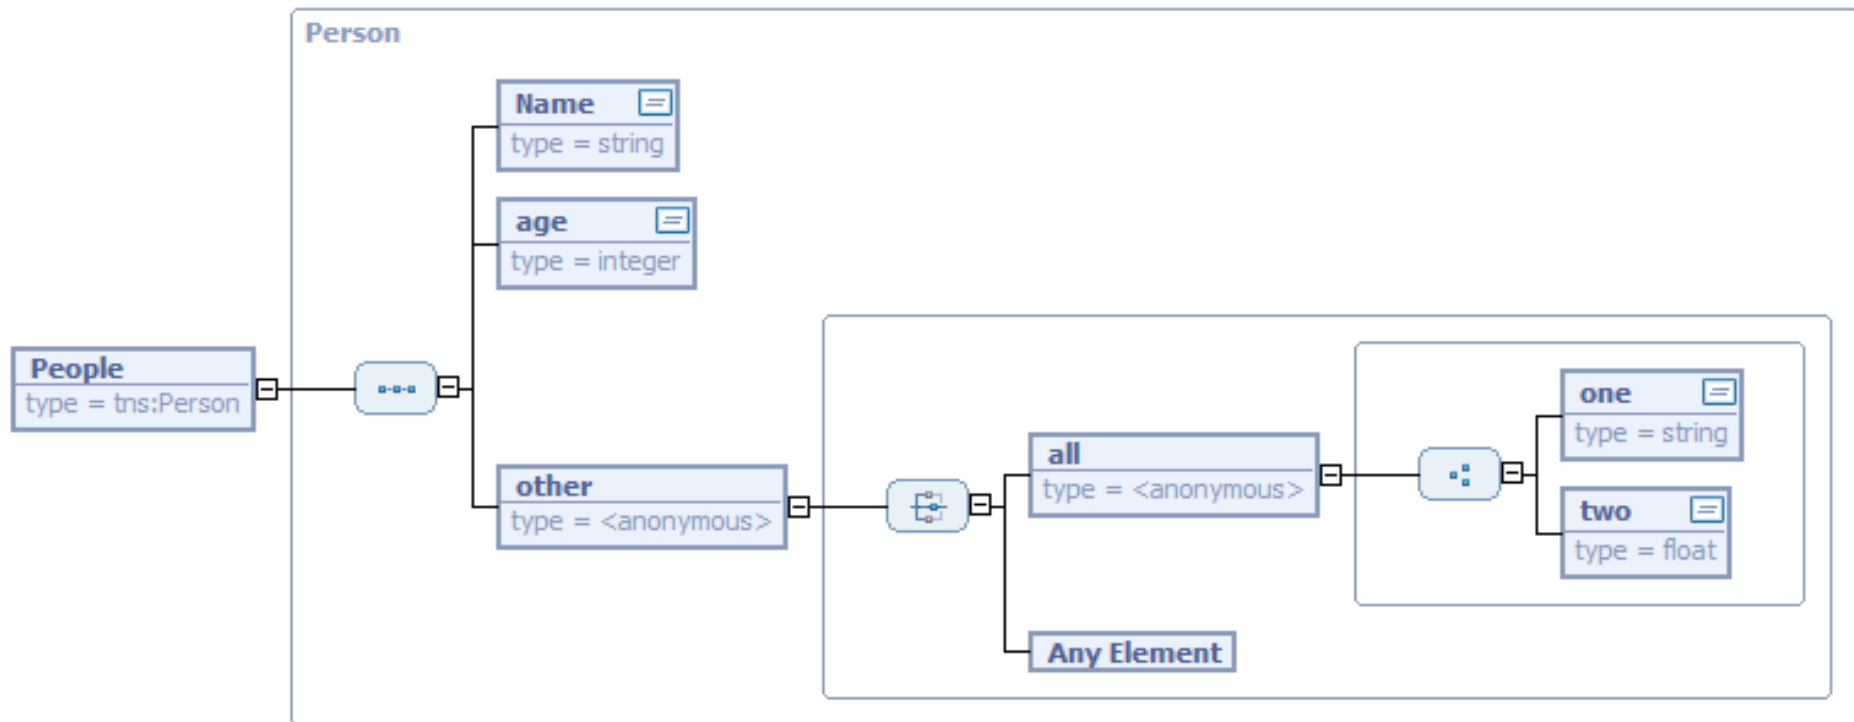 Person
Name
type = string
age
type = integer
People
type = tns:Person
other
type = <anonymous>
all
type = <anonymous>
one
type = string
two
type = float
Any Element